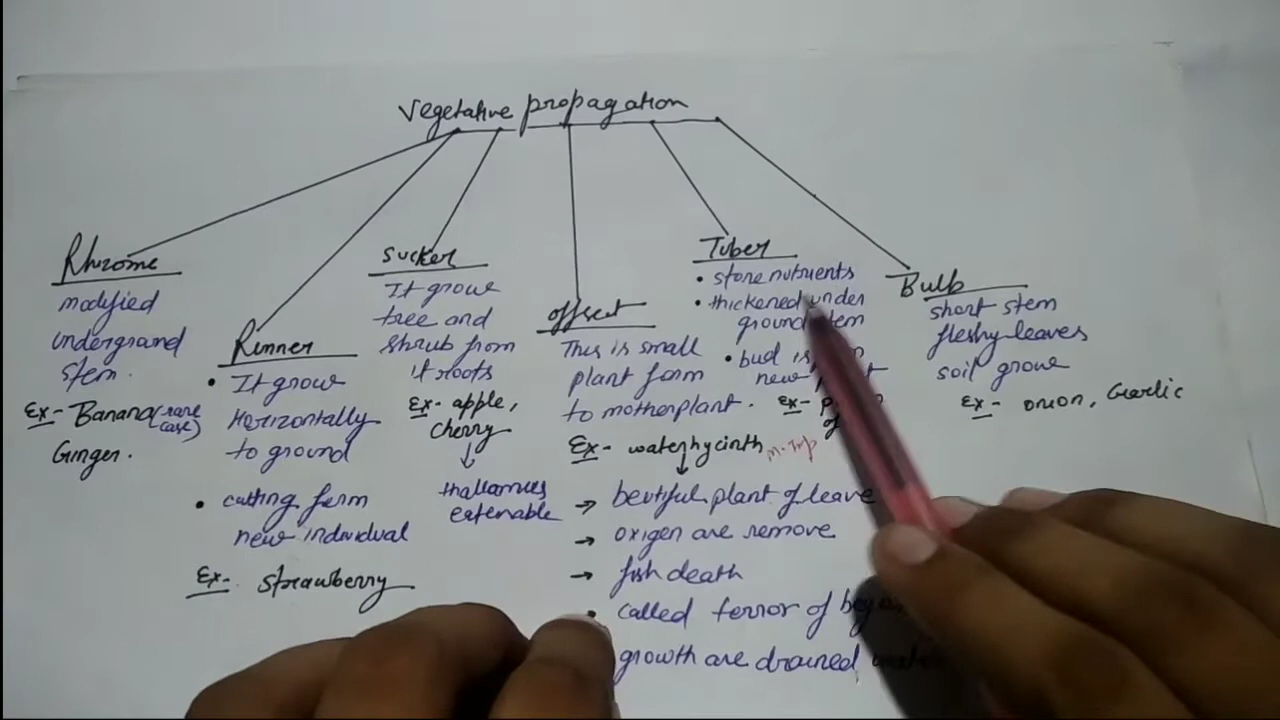 Vegetative propagation
Rhizome
modyfied
underground
stem.
Ex- Banana (rare
case)
Ginger.
Runner
• It grow
Horizontally
to ground
• cutting form
new individual
Ex- strawberry
Sucker
It grow
tree and
shrub from
it roots
Ex- apple,
cherry
thallamus
eatenable
offset
This is small
plant form
to motherplant.
Ex- waterhycinth m. Imp
→ beutiful plant of leave
→ oxigen are remove
→ fish death
• called terror of
growth are drained
Tuber
• store nutrients
• thickened under
ground stem
• bud is
new
Ex-
Bulb
short stem
fleshy leaves
soil grow
Ex- onion, Garlic